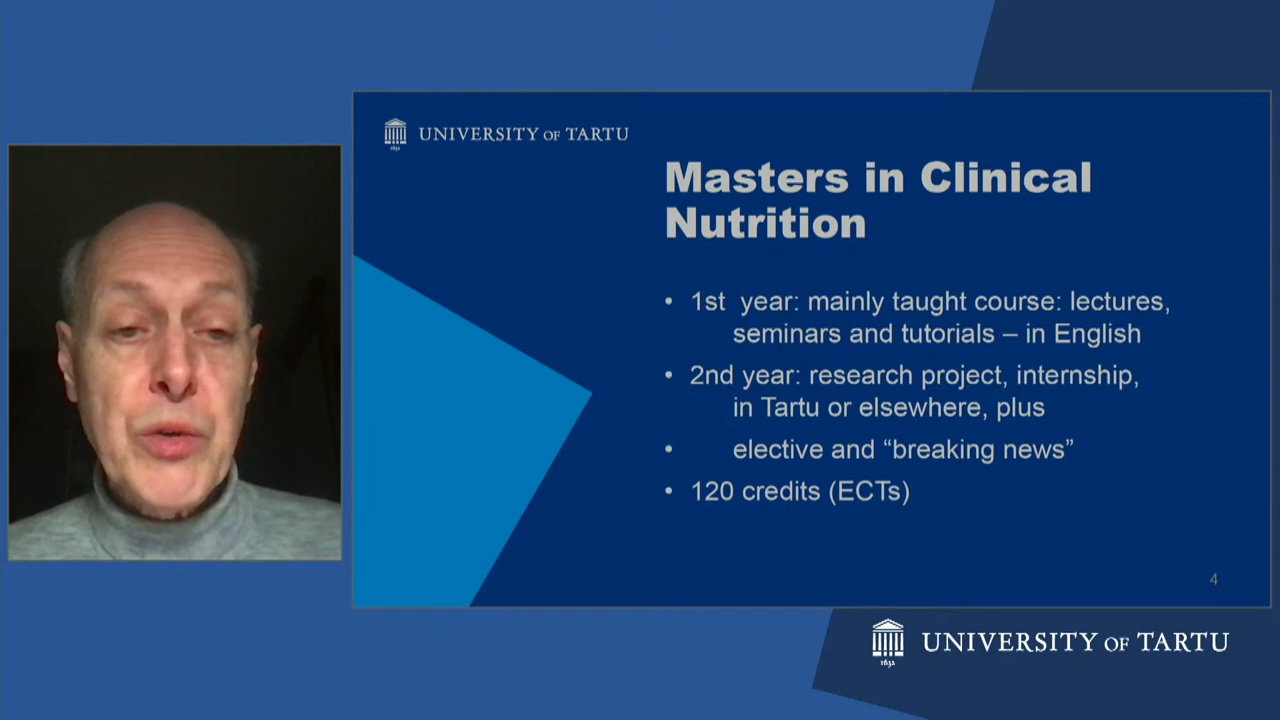 UNIVERSITY OF TARTU
1632
Masters in Clinical
Nutrition
• 1st year: mainly taught course: lectures,
seminars and tutorials – in English
• 2nd year: research project, internship,
in Tartu or elsewhere, plus
• elective and “breaking news”
• 120 credits (ECTs)
4
UNIVERSITY OF TARTU
1632